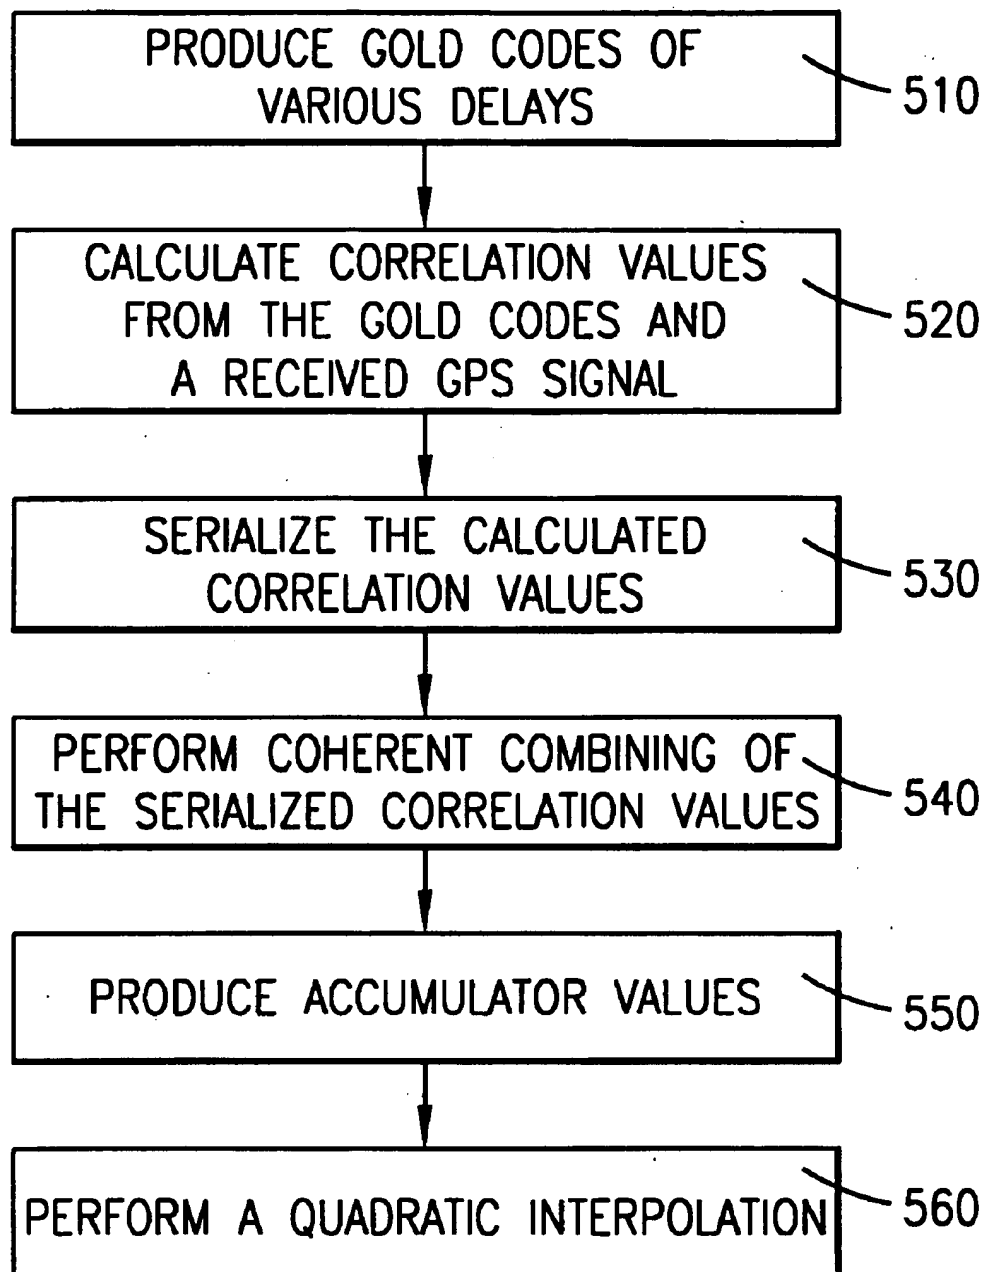 PRODUCE GOLD CODES OF
VARIOUS DELAYS
510
CALCULATE CORRELATION VALUES
FROM THE GOLD CODES AND
A RECEIVED GPS SIGNAL
520
SERIALIZE THE CALCULATED
CORRELATION VALUES
530
PERFORM COHERENT COMBINING OF
THE SERIALIZED CORRELATION VALUES
540
PRODUCE ACCUMULATOR VALUES
550
PERFORM A QUADRATIC INTERPOLATION
560